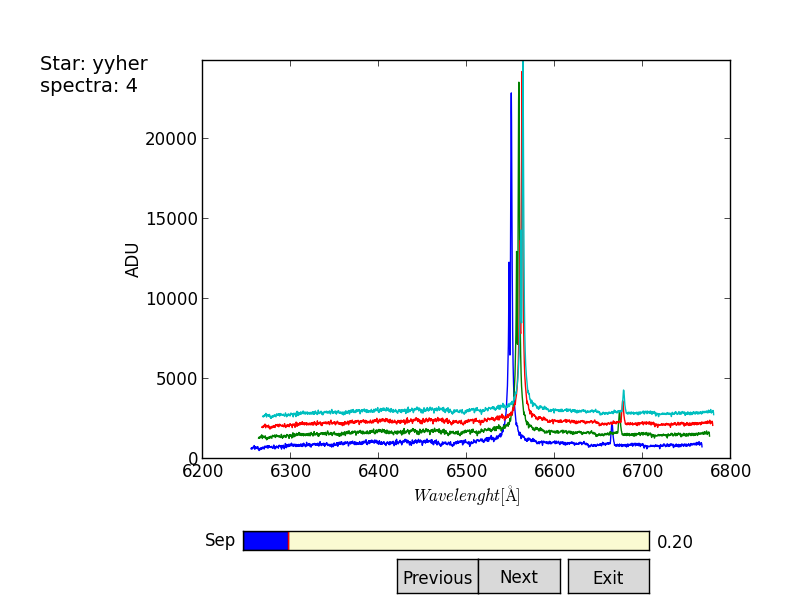 Star: yyher
spectra: 4
20000
15000
10000
5000
0
ADU
6200 6300 6400 6500 6600 6700 6800
Wavelenght[Å]
Sep 0.20
Previous Next Exit